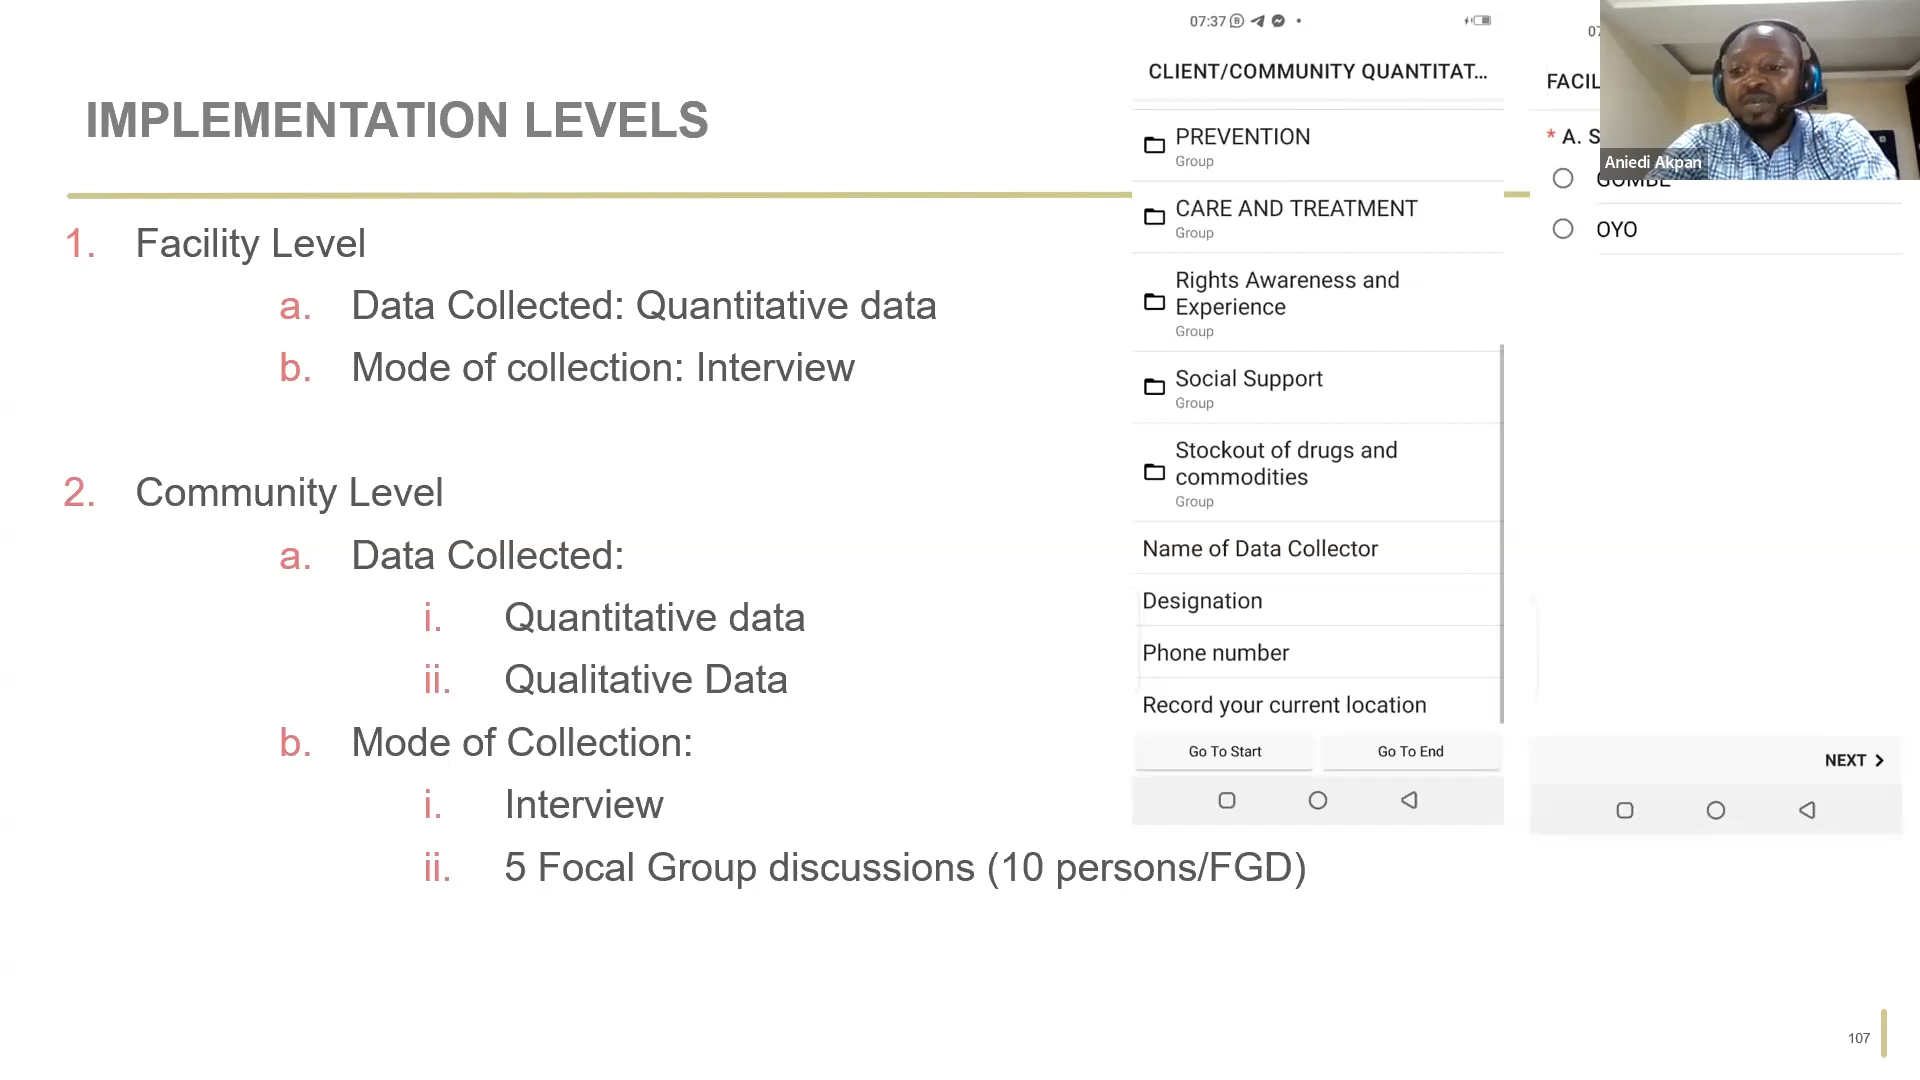 IMPLEMENTATION LEVELS
1. Facility Level
a. Data Collected: Quantitative data
b. Mode of collection: Interview
2. Community Level
a. Data Collected:
i. Quantitative data
ii. Qualitative Data
b. Mode of Collection:
i. Interview
ii. 5 Focal Group discussions (10 persons/FGD)
07:37
CLIENT/COMMUNITY QUANTITAT...
PREVENTION
Group
CARE AND TREATMENT
Group
Rights Awareness and
Experience
Group
Social Support
Group
Stockout of drugs and
commodities
Group
Name of Data Collector
Designation
Phone number
Record your current location
Go To Start
Go To End
07
FACIL
* A. S
GOMBE
OYO
NEXT
Aniedi Akpan
107